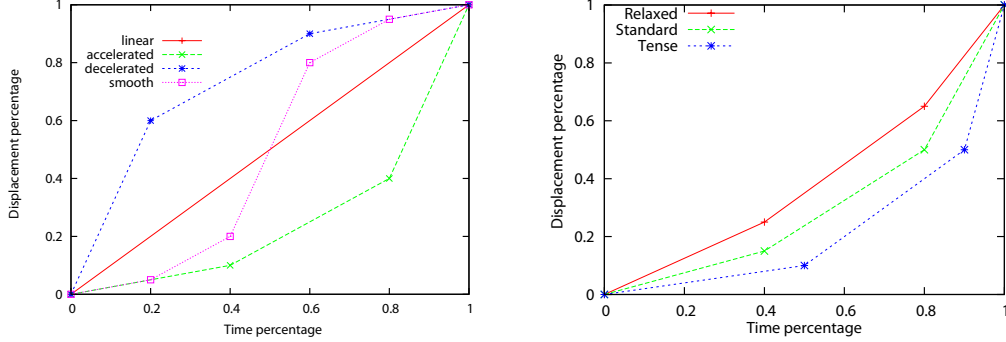 1
0.8
0.6
0.4
0.2
0
0 0.2 0.4 0.6 0.8 1
Displacement percentage
Time percentage
linear
accelerated
decelerated
smooth
1
0.8
0.6
0.4
0.2
0
0 0.2 0.4 0.6 0.8 1
Displacement percentage
Time percentage
Relaxed
Standard
Tense